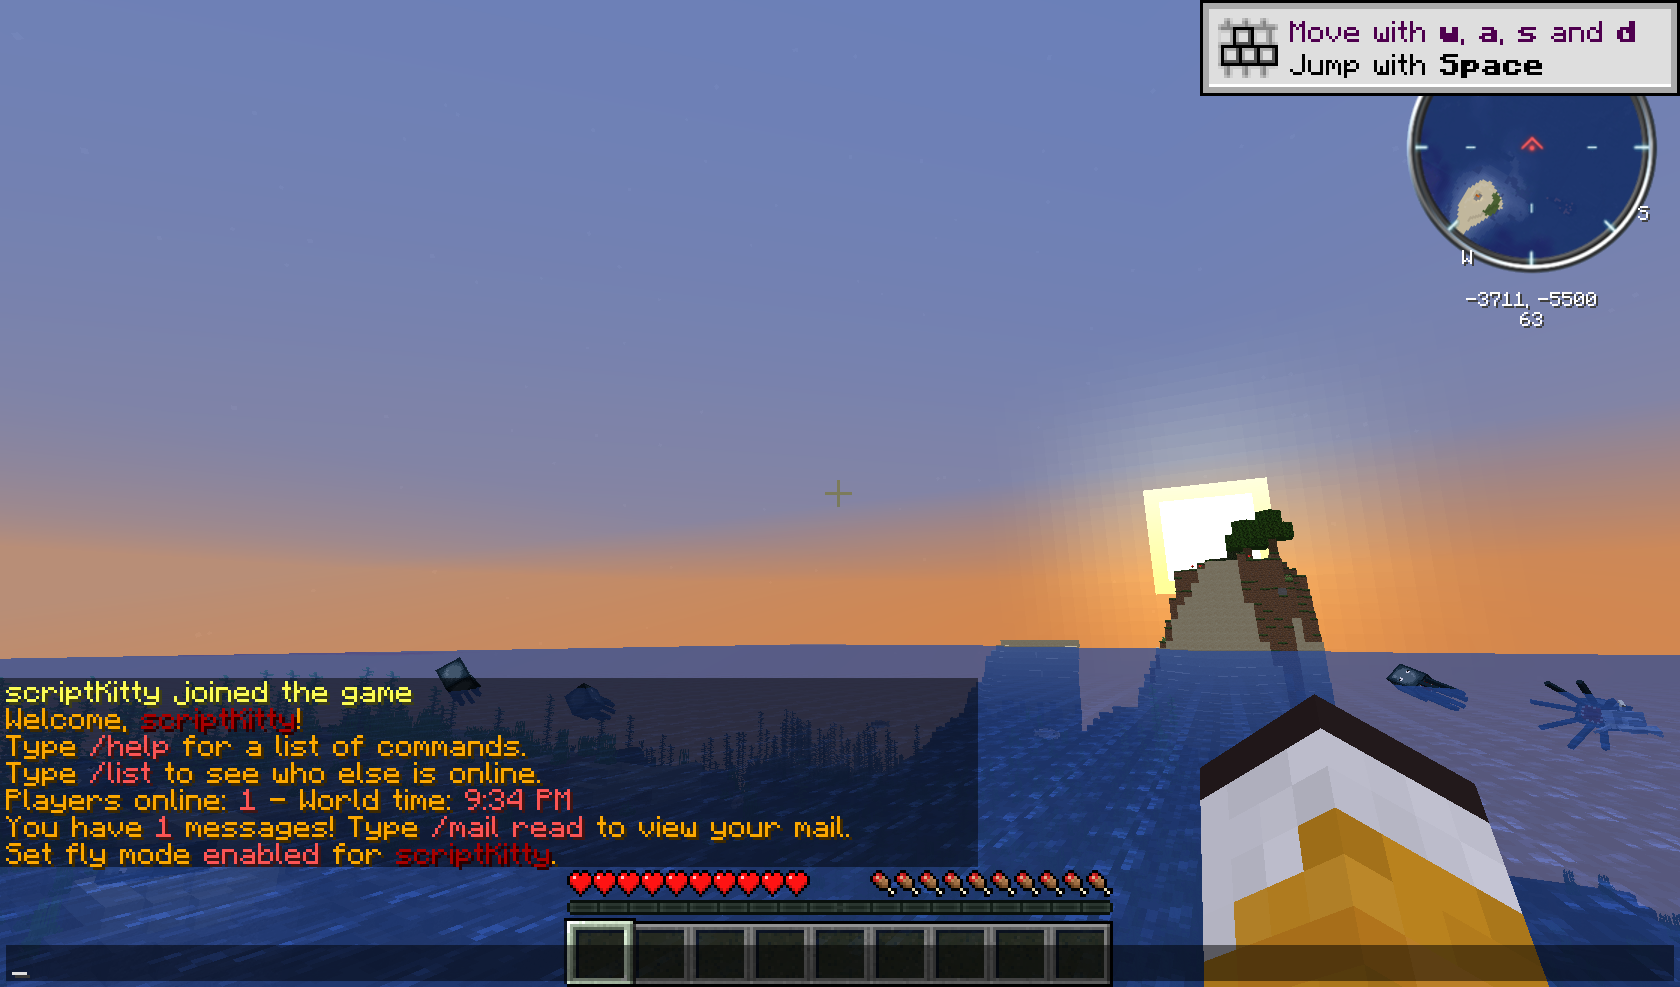 Move with w, a, s and d
Jump with Space
S
W
-3711, -5500
63
scriptKitty joined the game
Welcome, scriptKitty!
Type /help for a list of commands.
Type /list to see who else is online.
Players online: 1 - World time: 9:34 PM
You have 1 messages! Type /mail read to view your mail.
Set fly mode enabled for scriptKitty.
_